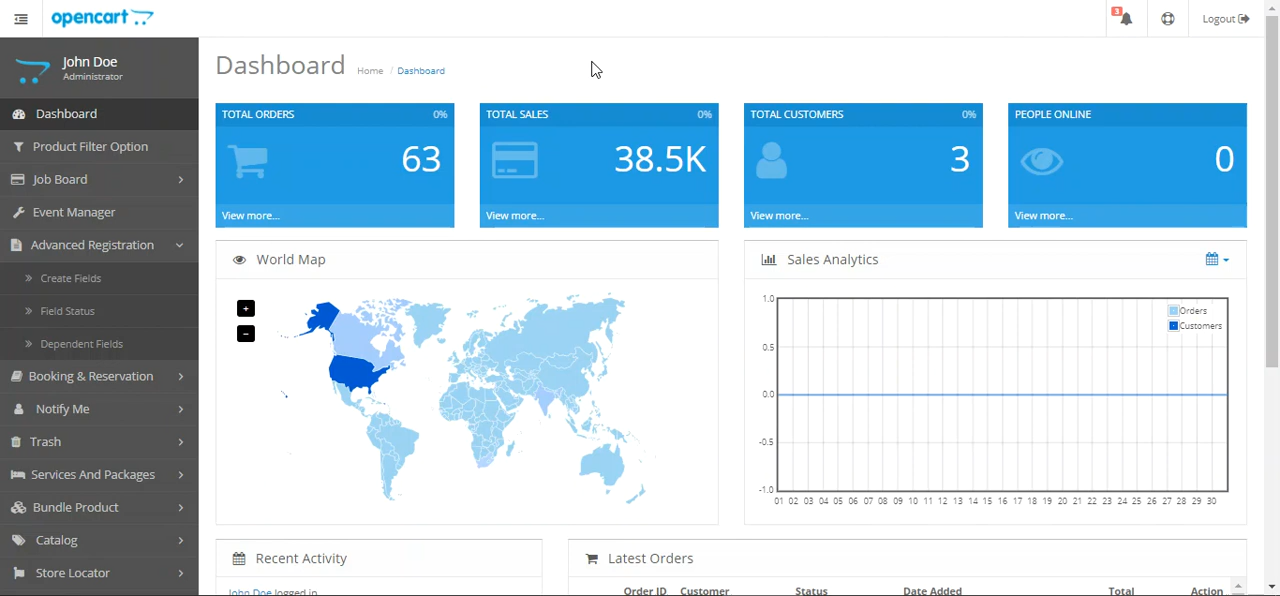 opencart
3
Logout
John Doe
Administrator
Dashboard
Product Filter Option
Job Board
Event Manager
Advanced Registration
Create Fields
Field Status
Dependent Fields
Booking & Reservation
Notify Me
Trash
Services And Packages
Bundle Product
Catalog
Store Locator
Dashboard
Home / Dashboard
TOTAL ORDERS 0%
63
View more...
TOTAL SALES 0%
38.5K
View more...
TOTAL CUSTOMERS 0%
3
View more...
PEOPLE ONLINE
0
View more...
World Map
+
-
Sales Analytics
Orders
Customers
1.0
0.5
0.0
-0.5
-1.0
01 02 03 04 05 06 07 08 09 10 11 12 13 14 15 16 17 18 19 20 21 22 23 24 25 26 27 28 29 30
Recent Activity
John Doe logged in
Latest Orders
Order ID Customer Status Date Added Total Action